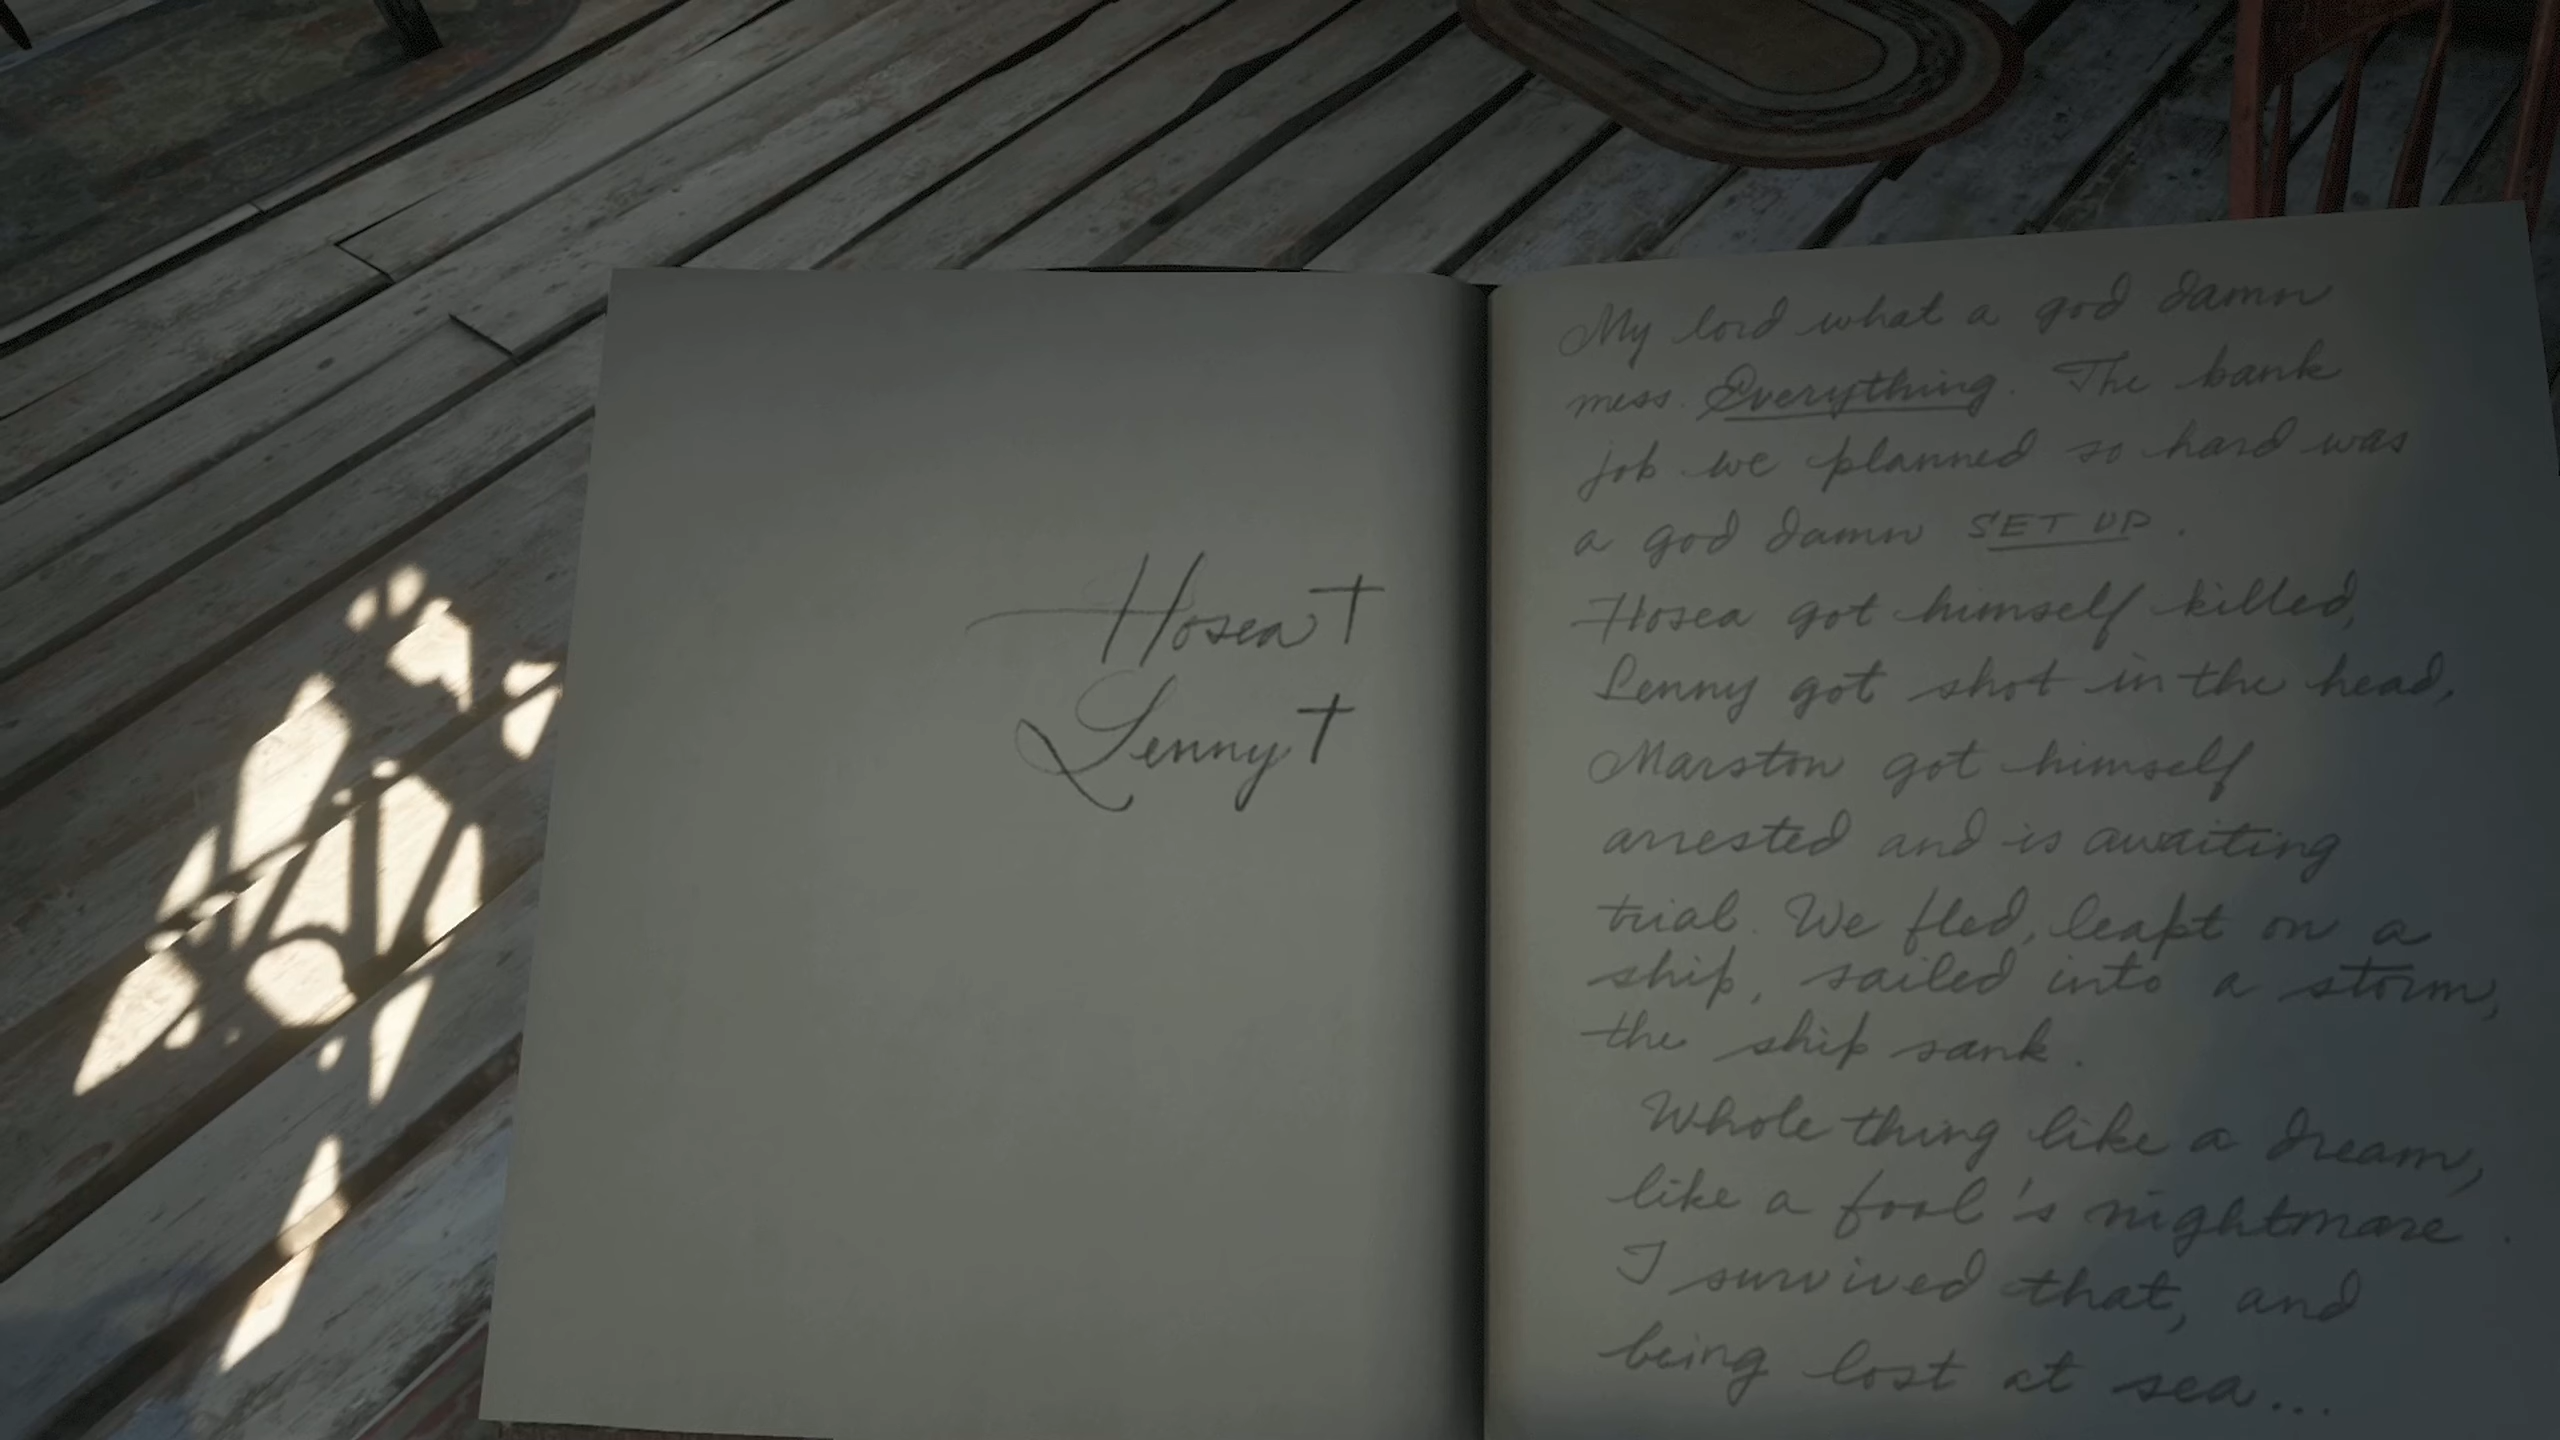 Hosea †
Lenny †
My lord what a god damn
mess. Everything. The bank
job we planned so hard was
a god damn SET UP.
Hosea got himself killed,
Lenny got shot in the head,
Marston got himself
arrested and is awaiting
trial. We fled, leapt on a
ship, sailed into a storm,
the ship sank.
Whole thing like a dream,
like a fool's nightmare.
I survived that, and
being lost at sea...